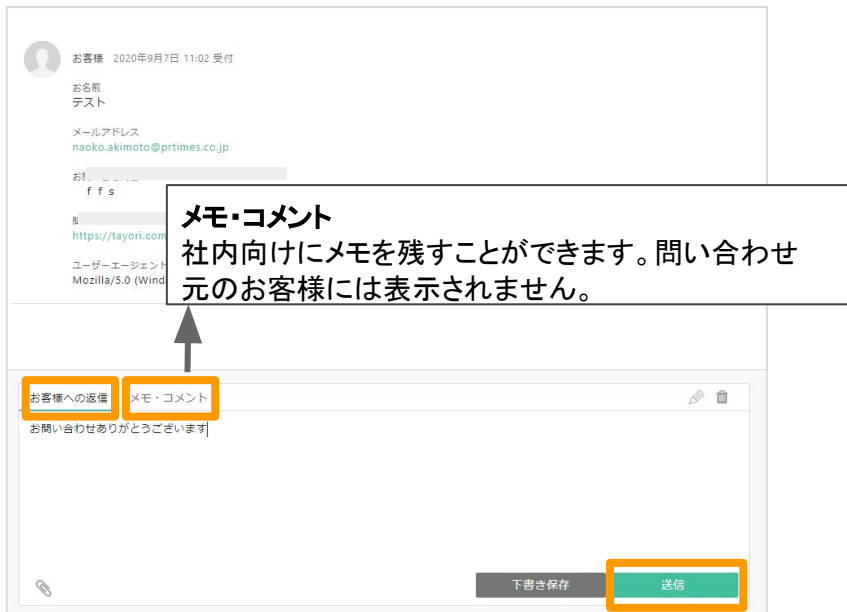 お客様 2020年9月7日 11:02 受付
お名前
テスト
メールアドレス
naoko.akimoto@prtimes.co.jp
ｆｆｓ
https://tayori.com
ユーザーエージェント
Mozilla/5.0 (Wind
メモ・コメント
社内向けにメモを残すことができます。問い合わせ
元のお客様には表示されません。
お客様への返信 メモ・コメント
お問い合わせありがとうございます
下書き保存 送信